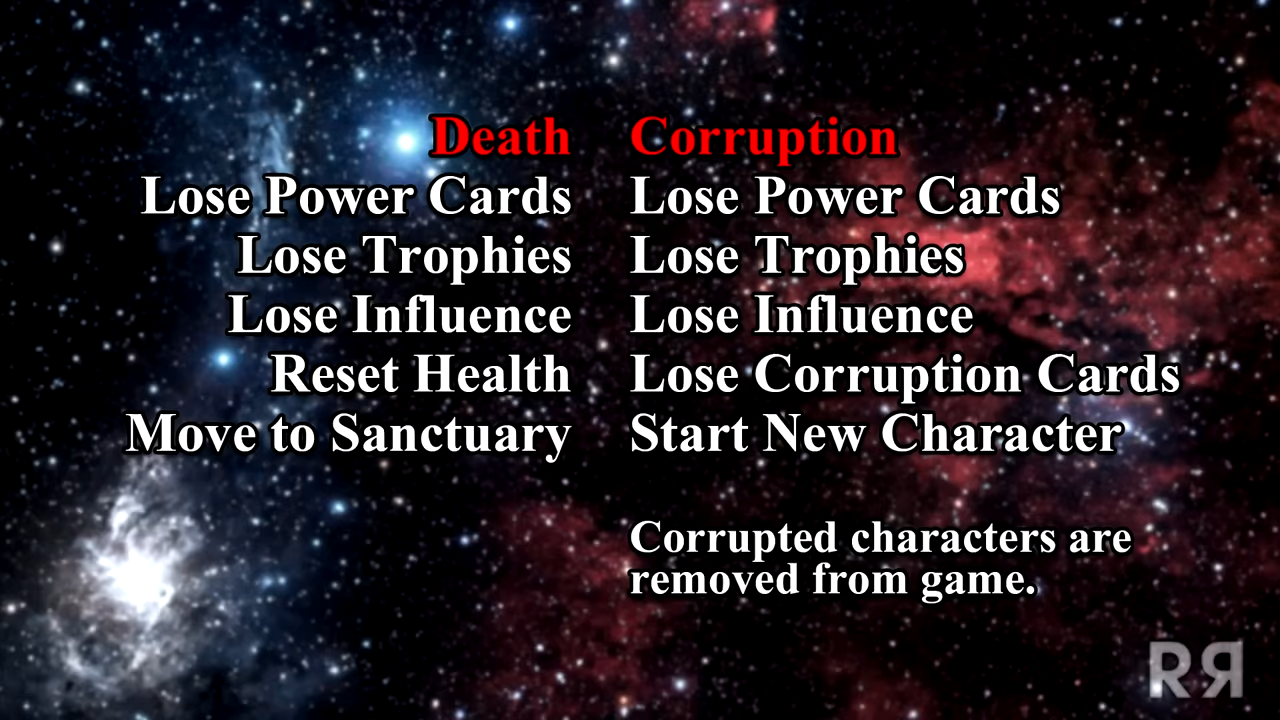 Death
Lose Power Cards
Lose Trophies
Lose Influence
Reset Health
Move to Sanctuary
Corruption
Lose Power Cards
Lose Trophies
Lose Influence
Lose Corruption Cards
Start New Character
Corrupted characters are
removed from game.
RЯ